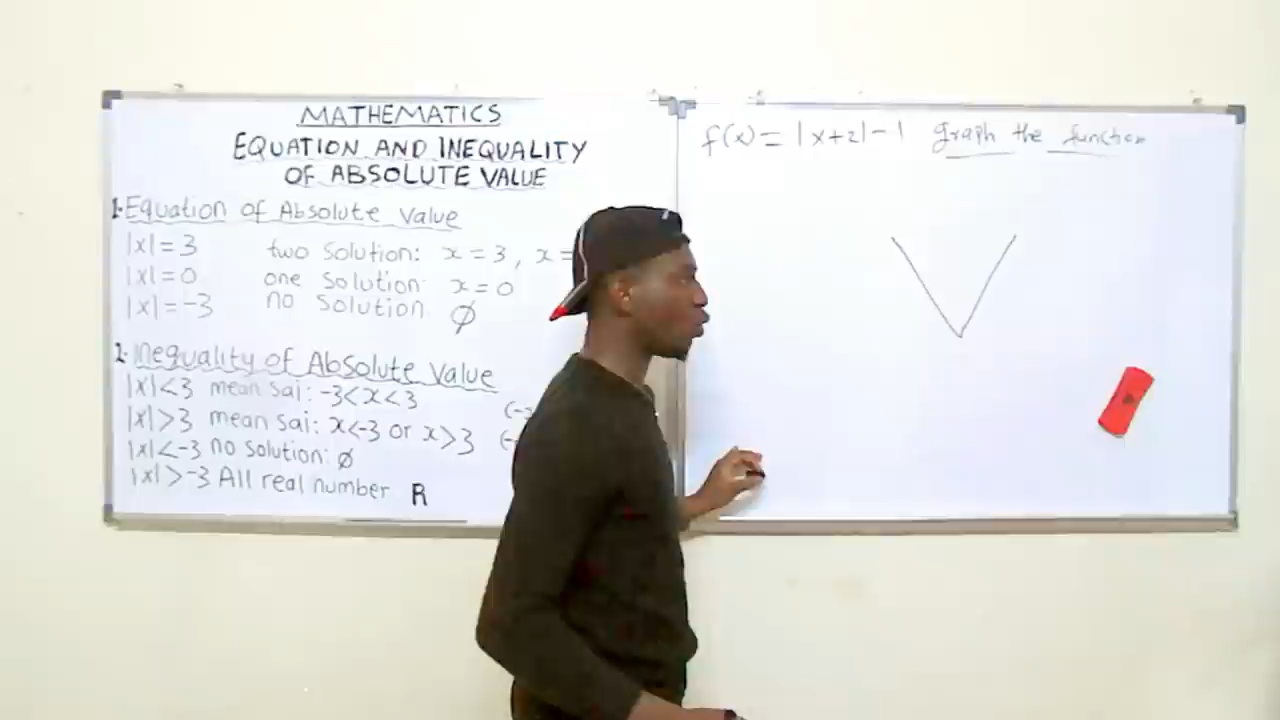 MATHEMATICS
EQUATION AND INEQUALITY
OF ABSOLUTE VALUE
1. Equation of Absolute Value
|x| = 3 two solution: x = 3, x =
|x| = 0 one solution: x = 0
|x| = -3 no solution ∅
2. Inequality of Absolute Value
|x| < 3 mean sai: -3 < x < 3 (-3
|x| > 3 mean sai: x < -3 or x > 3 (-
|x| < -3 no solution: ∅
|x| > -3 All real number R
f(x) = |x+2| - 1 graph the function